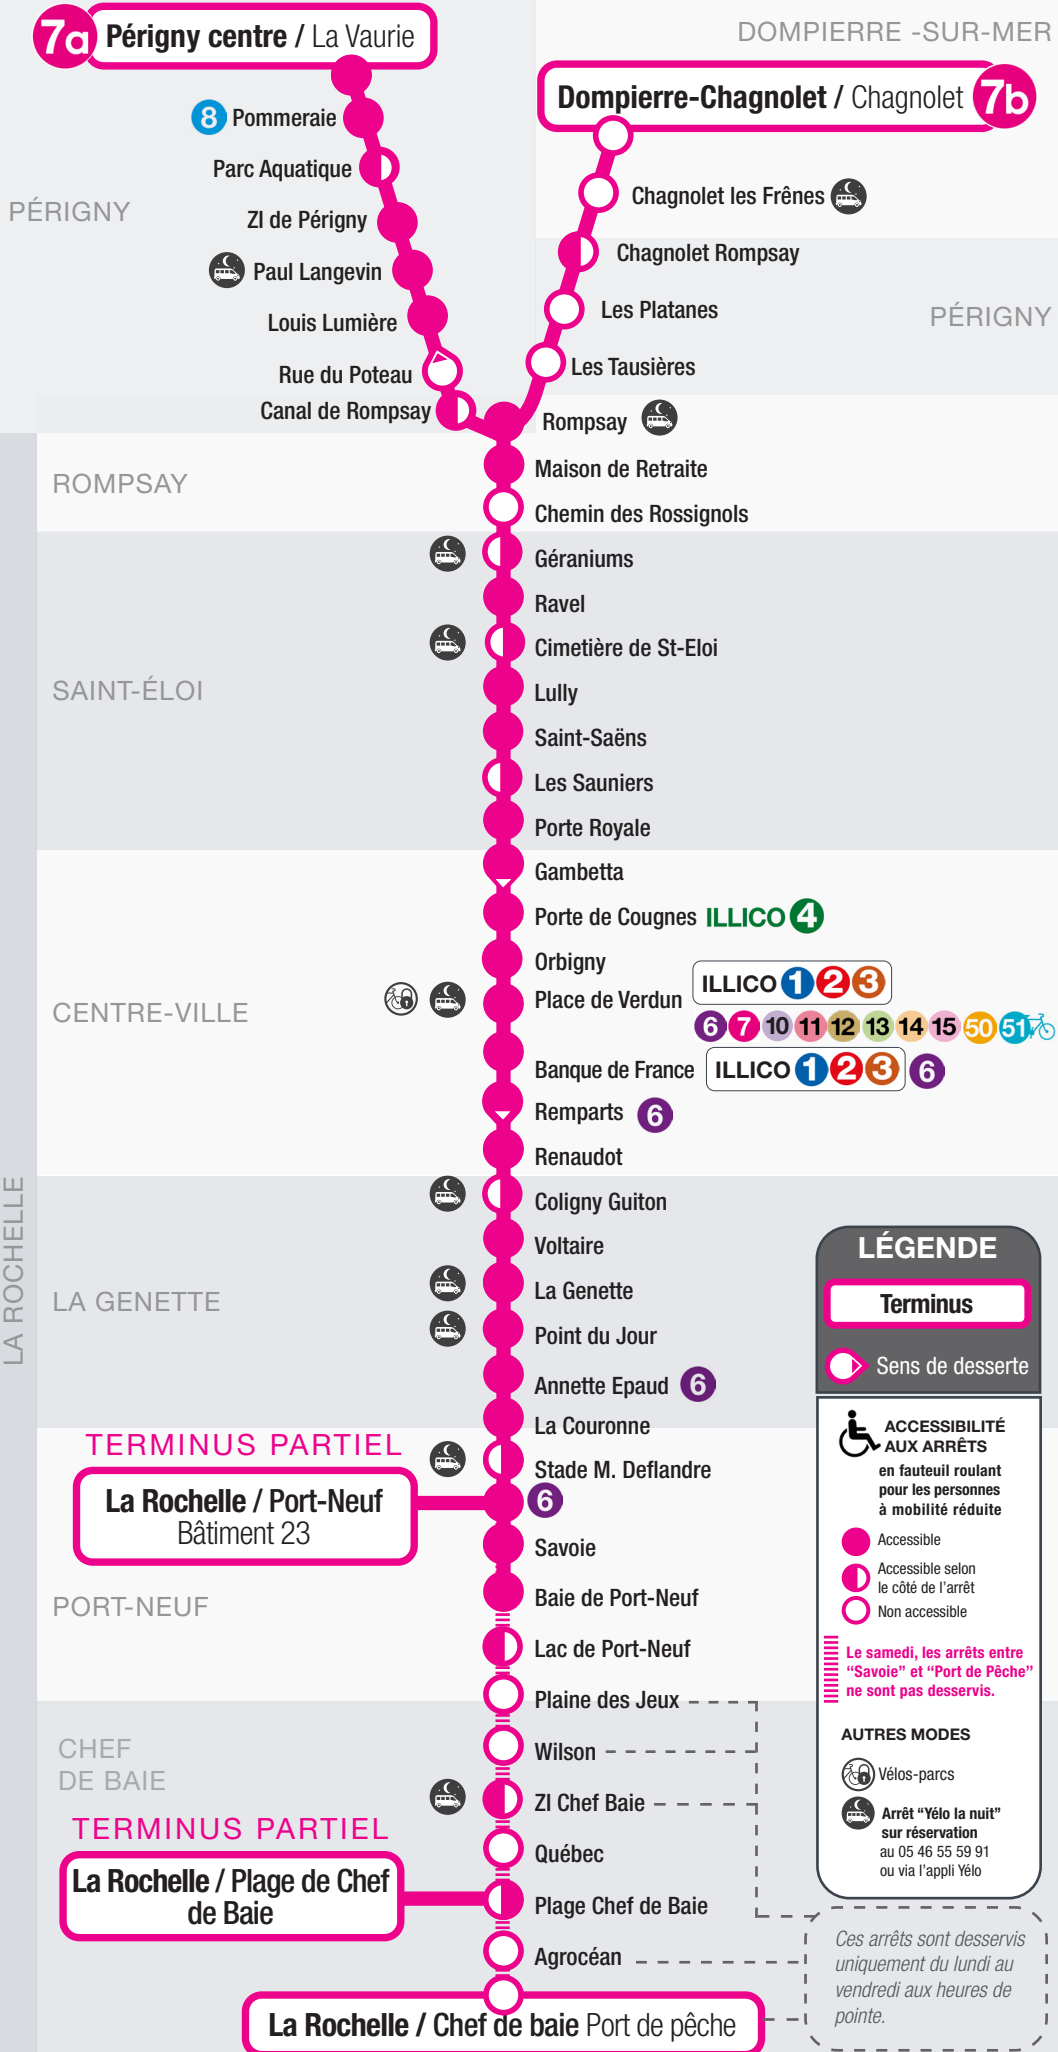 7a Périgny centre / La Vaurie
DOMPIERRE -SUR-MER
Dompierre-Chagnolet / Chagnolet 7b
8 Pommeraie
Parc Aquatique
Chagnolet les Frênes
PÉRIGNY
ZI de Périgny
Chagnolet Rompsay
Paul Langevin
Les Platanes
PÉRIGNY
Louis Lumière
Les Tausières
Rue du Poteau
Canal de Rompsay
Rompsay
Maison de Retraite
ROMPSAY
Chemin des Rossignols
Géraniums
Ravel
Cimetière de St-Eloi
SAINT-ÉLOI
Lully
Saint-Saëns
Les Sauniers
Porte Royale
Gambetta
Porte de Cougnes ILLICO 4
Orbigny
Place de Verdun ILLICO 1 2 3
CENTRE-VILLE
6 7 10 11 12 13 14 15 50 51
Banque de France ILLICO 1 2 3 6
Remparts 6
Renaudot
LA ROCHELLE
Coligny Guiton
Voltaire
La Genette
LA GENETTE
Point du Jour
Annette Epaud 6
La Couronne
TERMINUS PARTIEL
Stade M. Deflandre
La Rochelle / Port-Neuf
Bâtiment 23
6
Savoie
Baie de Port-Neuf
PORT-NEUF
Lac de Port-Neuf
Plaine des Jeux
Wilson
CHEF
DE BAIE
ZI Chef Baie
TERMINUS PARTIEL
Québec
La Rochelle / Plage de Chef
de Baie
Plage Chef de Baie
Agrocéan
La Rochelle / Chef de baie Port de pêche
LÉGENDE
Terminus
Sens de desserte
ACCESSIBILITÉ
AUX ARRÊTS
en fauteuil roulant
pour les personnes
à mobilité réduite
Accessible
Accessible selon
le côté de l'arrêt
Non accessible
Le samedi, les arrêts entre
“Savoie” et “Port de Pêche”
ne sont pas desservis.
AUTRES MODES
Vélos-parcs
Arrêt “Yélo la nuit”
sur réservation
au 05 46 55 59 91
ou via l'appli Yélo
Ces arrêts sont desservis
uniquement du lundi au
vendredi aux heures de
pointe.